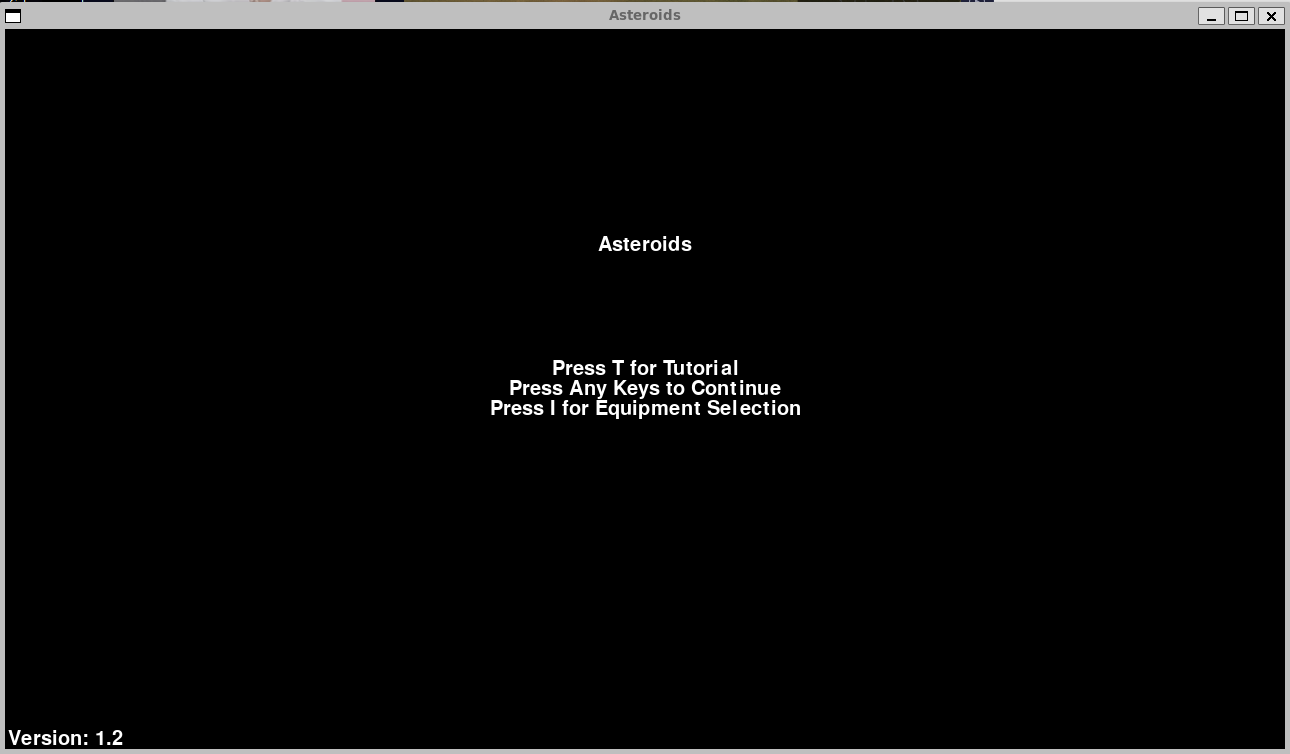 Asteroids
Asteroids
Press T for Tutorial
Press Any Keys to Continue
Press I for Equipment Selection
Version: 1.2